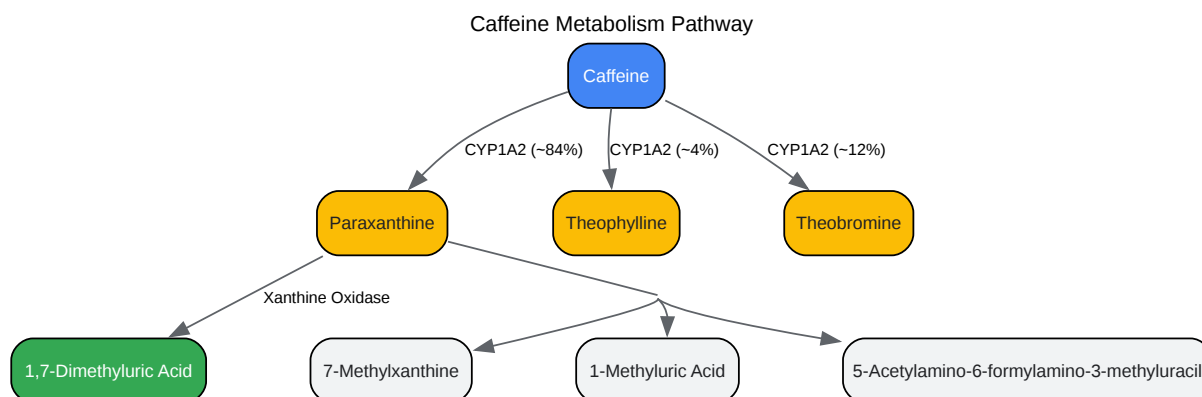 Caffeine Metabolism Pathway
Caffeine
CYP1A2 (~84%)
CYP1A2 (~4%)
CYP1A2 (~12%)
Paraxanthine
Theophylline
Theobromine
Xanthine Oxidase
1,7-Dimethyluric Acid
7-Methylxanthine
1-Methyluric Acid
5-Acetylamino-6-formylamino-3-methyluracil